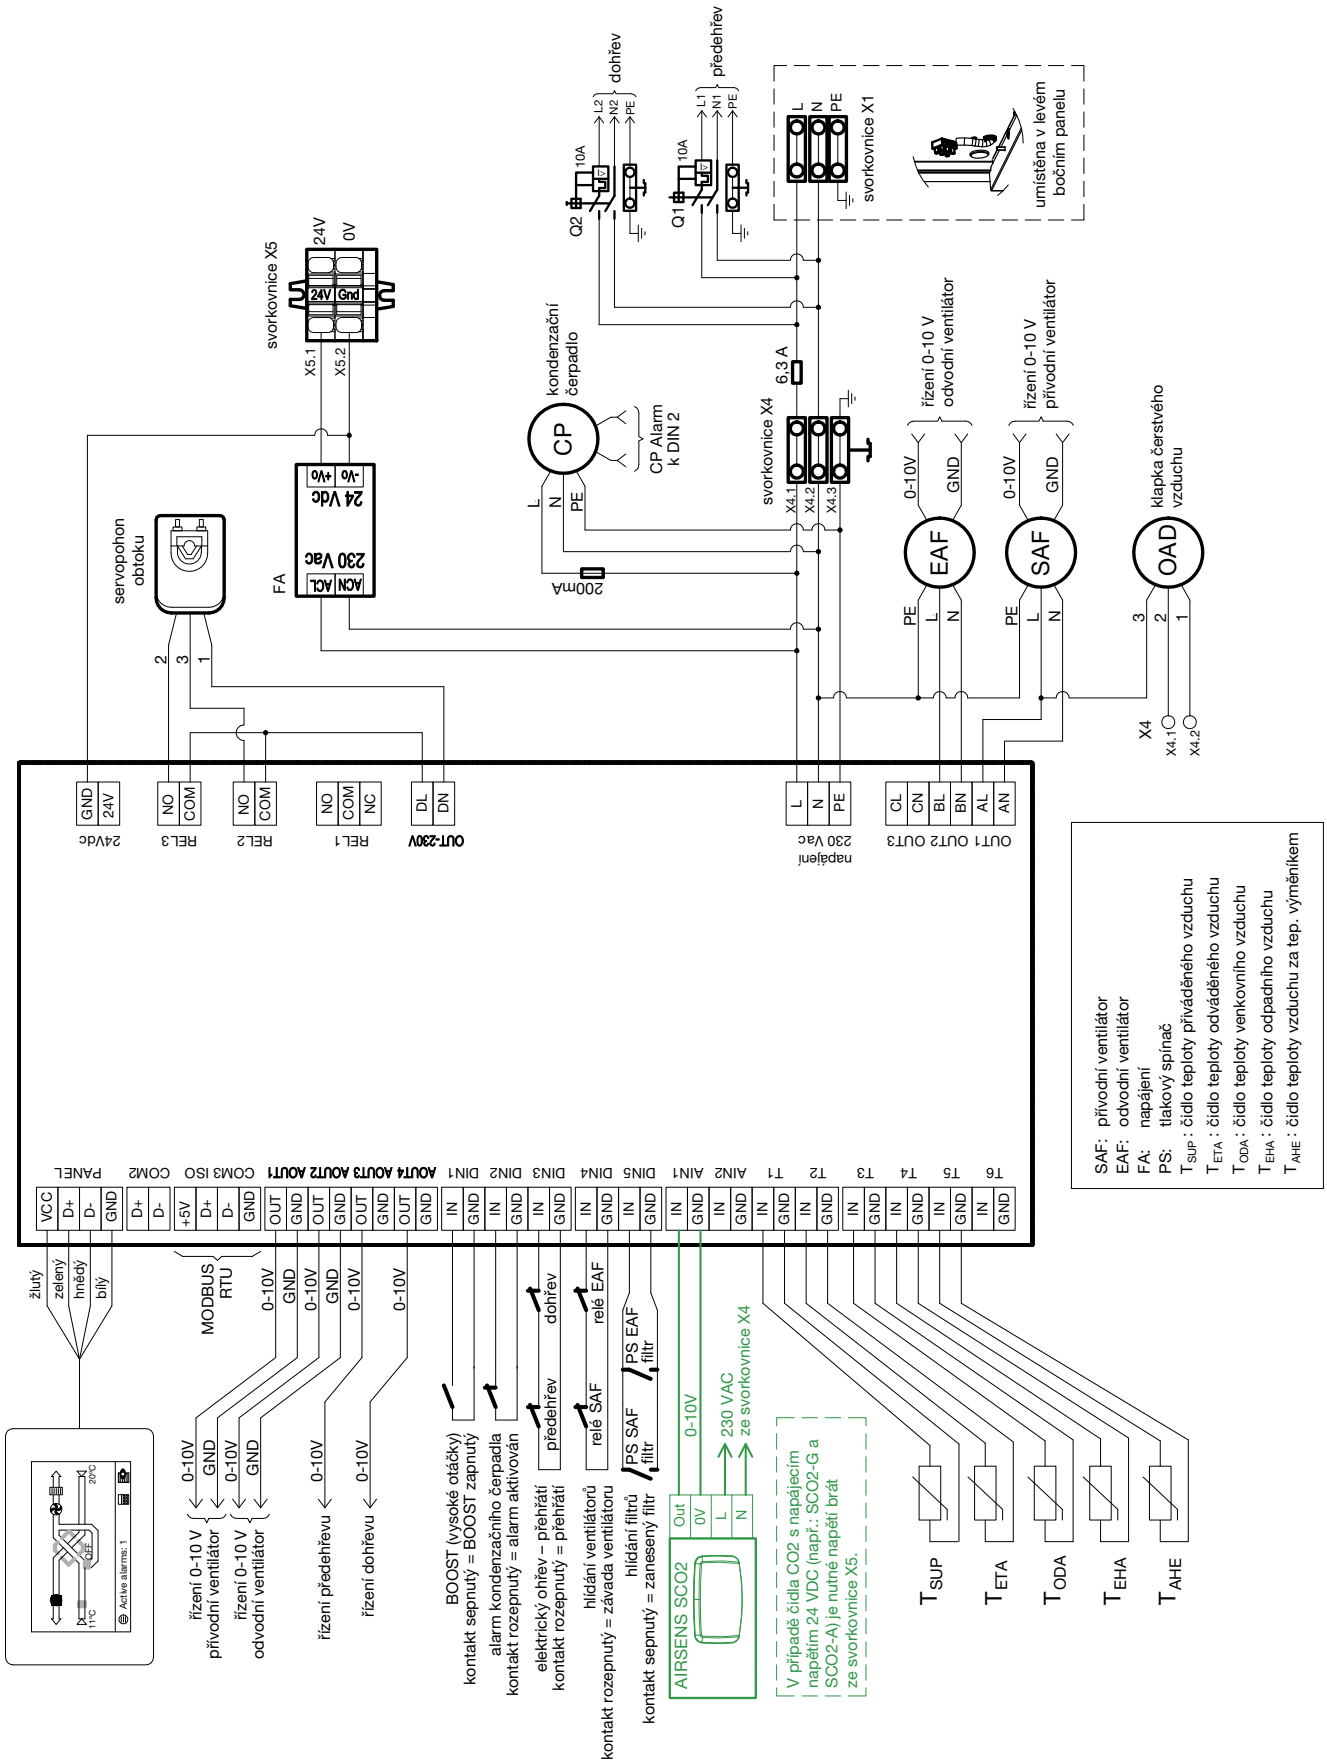 svorkovnice X5
24V
0V
24V
Gnd
X5.1
X5.2
servopohon
obtoku
2
3
1
FA
+Vo
-Vo
24 Vdc
230 Vac
ACL
ACN
kondenzační
čerpadlo
CP
CP Alarm
k DIN 2
L
N
PE
200mA
Q2
10A
L2
N2
PE
dohřev
Q1
10A
L1
N1
PE
předehřev
L
N
PE
svorkovnice X1
umístěna v levém
bočním panelu
6,3 A
svorkovnice X4
X4.1
X4.2
X4.3
řízení 0-10 V
odvodní ventilátor
0-10V
GND
EAF
PE
L
N
řízení 0-10 V
přívodní ventilátor
0-10V
GND
SAF
PE
L
N
klapka čerstvého
vzduchu
OAD
3
2
1
X4
X4.1
X4.2
GND
24V
24Vdc
NO
COM
REL3
NO
COM
REL2
NO
COM
NC
REL1
DL
DN
OUT-230V
L
N
PE
230 Vac
napájení
CL
CN
BL
BN
AL
AN
OUT3
OUT2
OUT1
PANEL
VCC
D+
D-
GND
COM2
D+
D-
COM3 ISO
+5V
D+
D-
GND
AOUT1
OUT
GND
AOUT2
OUT
GND
AOUT3
OUT
GND
AOUT4
OUT
GND
DIN1
IN
GND
DIN2
IN
GND
DIN3
IN
GND
DIN4
IN
GND
DIN5
IN
GND
AIN1
IN
GND
AIN2
IN
GND
T1
IN
GND
T2
IN
GND
T3
IN
GND
T4
IN
GND
T5
IN
GND
T6
IN
GND
žlutý
zelený
hnědý
bílý
MODBUS
RTU
0-10V
GND
0-10V
GND
0-10V
0-10V
11ºC
20ºC
OFF
Active alarms: 1
0-10V
GND
0-10V
GND
řízení 0-10 V
přívodní ventilátor
řízení 0-10 V
odvodní ventilátor
0-10V
řízení předehřevu
0-10V
řízení dohřevu
BOOST (vysoké otáčky)
kontakt sepnutý = BOOST zapnutý
alarm kondenzačního čerpadla
kontakt rozepnutý = alarm aktivován
předehřev
dohřev
elektrický ohřev – přehřátí
kontakt rozepnutý = přehřátí
relé SAF
relé EAF
hlídání ventilátorů
kontakt rozepnutý = závada ventilátoru
PS SAF
filtr
PS EAF
filtr
hlídání filtrů
kontakt sepnutý = zanesený filtr
0-10V
Out
0V
L
N
230 VAC
ze svorkovnice X4
AIRSENS SCO2
V případě čidla CO2 s napájecím
napětím 24 VDC (např.: SCO2-G a
SCO2-A) je nutné napětí brát
ze svorkovnice X5.
TSUP
TETA
TODA
TEHA
TAHE
SAF: přívodní ventilátor
EAF: odvodní ventilátor
FA: napájení
PS: tlakový spínač
TSUP : čidlo teploty přiváděného vzduchu
TETA : čidlo teploty odváděného vzduchu
TODA : čidlo teploty venkovního vzduchu
TEHA : čidlo teploty odpadního vzduchu
TAHE : čidlo teploty vzduchu za tep. výměníkem